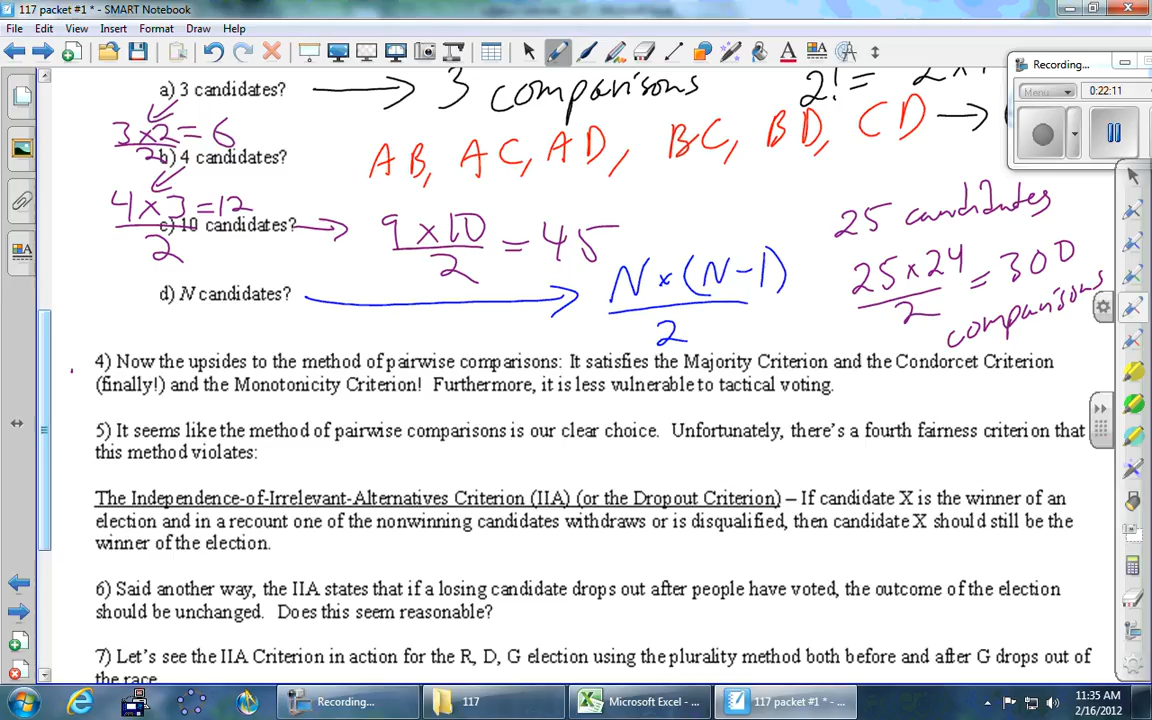 117 packet #1 * - SMART Notebook
File Edit View Insert Format Draw Help
Recording...
Menu
0:22:11
a) 3 candidates?
3 comparisons
2! =
3 x 2 = 6
2
b) 4 candidates?
AB, AC, AD, BC, BD, CD
4 x 3 = 12
2
c) 10 candidates?
9 x 10 = 45
2
25 candidates
25 x 24 = 300
2
comparisons
d) N candidates?
N x (N-1)
2
4) Now the upsides to the method of pairwise comparisons: It satisfies the Majority Criterion and the Condorcet Criterion
(finally!) and the Monotonicity Criterion! Furthermore, it is less vulnerable to tactical voting.
5) It seems like the method of pairwise comparisons is our clear choice. Unfortunately, there's a fourth fairness criterion that
this method violates:
The Independence-of-Irrelevant-Alternatives Criterion (IIA) (or the Dropout Criterion) – If candidate X is the winner of an
election and in a recount one of the nonwinning candidates withdraws or is disqualified, then candidate X should still be the
winner of the election.
6) Said another way, the IIA states that if a losing candidate drops out after people have voted, the outcome of the election
should be unchanged. Does this seem reasonable?
7) Let's see the IIA Criterion in action for the R, D, G election using the plurality method both before and after G drops out of
the race
Recording...
117
Microsoft Excel - ...
117 packet #1 * - ...
11:35 AM
2/16/2012